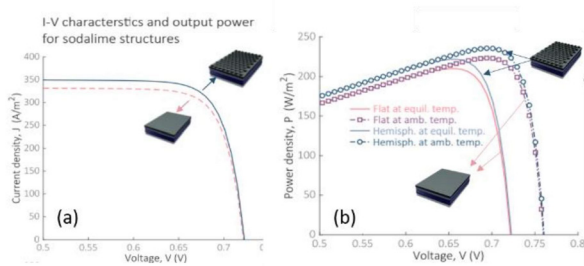 I-V characterstics and output power
for sodalime structures
Current density, J (A/m²)
400
350
300
250
200
150
100
50
0
0.5
0.55
0.6
0.65
0.7
(a)
Voltage, V (V)
Power density, P (W/m²)
250
200
150
100
50
0
0.5
0.55
0.6
0.65
0.7
0.75
0.8
Flat at equil. temp.
Flat at amb. temp.
Hemisph. at equil. temp.
Hemisph. at amb. temp.
(b)
Voltage, V (V)